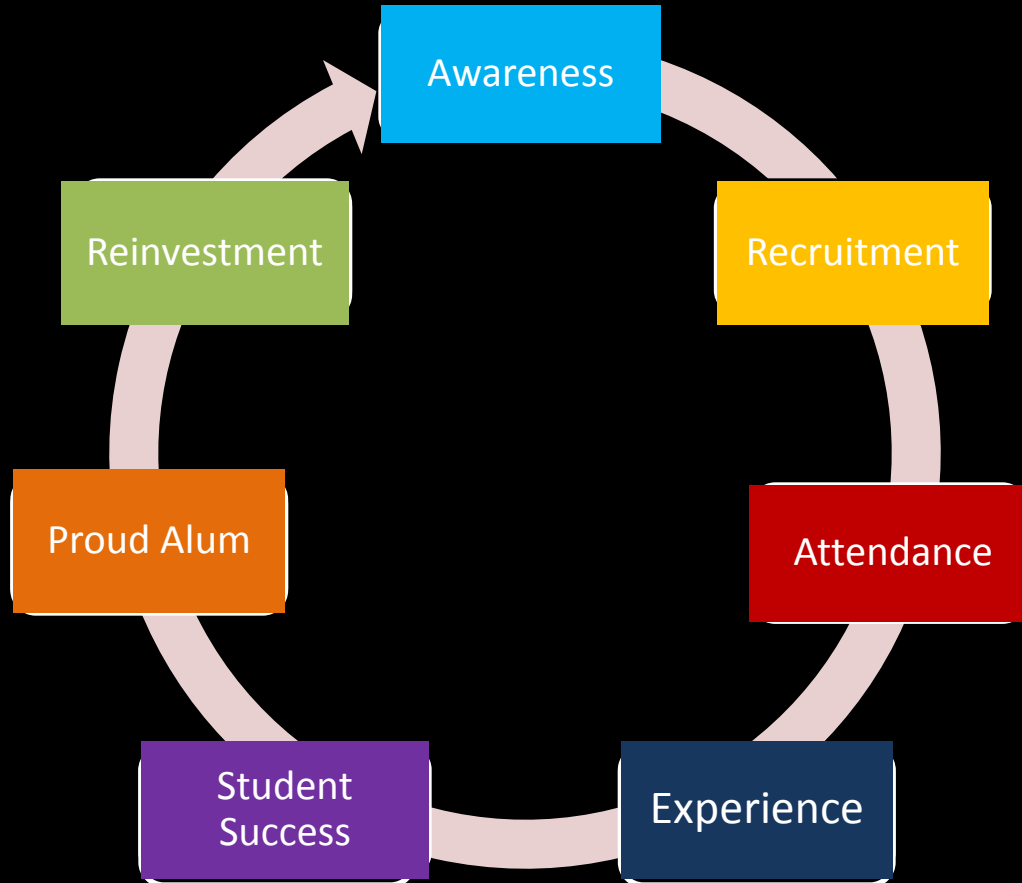 Awareness
Recruitment
Attendance
Experience
Student
Success
Proud Alum
Reinvestment